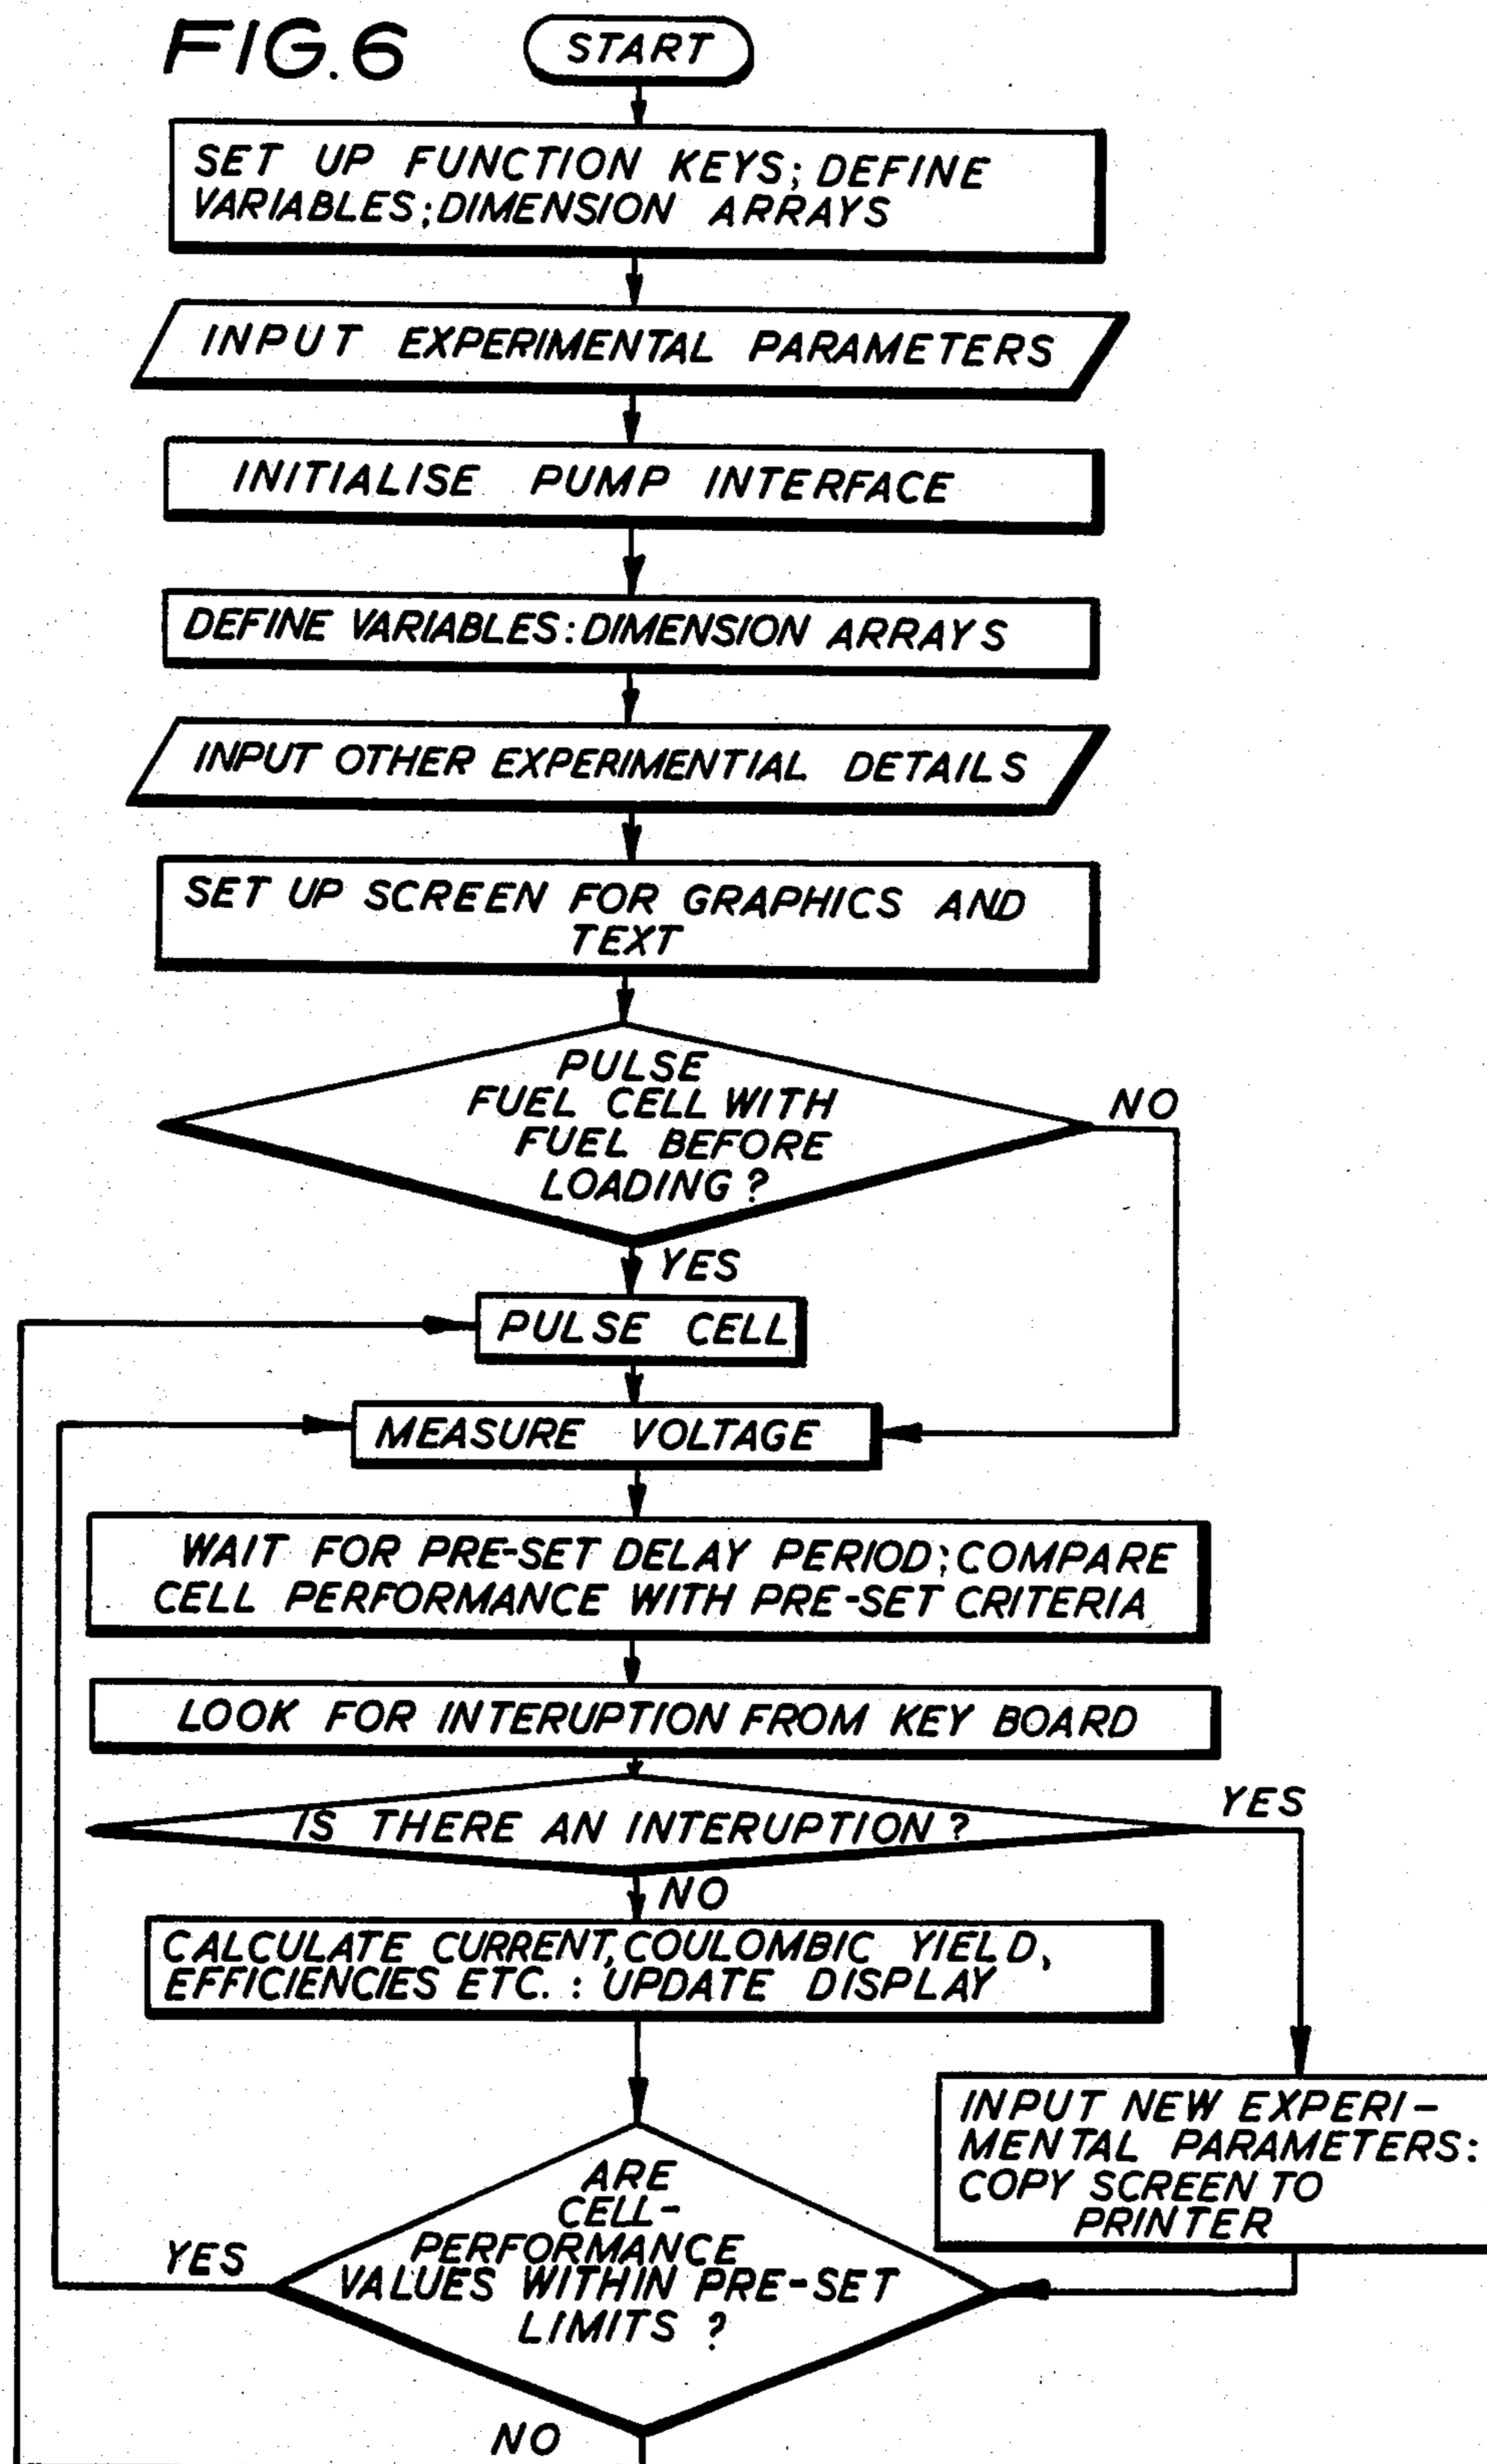 FIG.6
START
SET UP FUNCTION KEYS; DEFINE
VARIABLES; DIMENSION ARRAYS
INPUT EXPERIMENTAL PARAMETERS
INITIALISE PUMP INTERFACE
DEFINE VARIABLES: DIMENSION ARRAYS
INPUT OTHER EXPERIMENTIAL DETAILS
SET UP SCREEN FOR GRAPHICS AND
TEXT
PULSE
FUEL CELL WITH
FUEL BEFORE
LOADING?
NO
YES
PULSE CELL
MEASURE VOLTAGE
WAIT FOR PRE-SET DELAY PERIOD; COMPARE
CELL PERFORMANCE WITH PRE-SET CRITERIA
LOOK FOR INTERUPTION FROM KEY BOARD
IS THERE AN INTERUPTION?
YES
NO
CALCULATE CURRENT, COULOMBIC YIELD,
EFFICIENCIES ETC. : UPDATE DISPLAY
INPUT NEW EXPERI-
MENTAL PARAMETERS:
COPY SCREEN TO
PRINTER
ARE
CELL-
PERFORMANCE
VALUES WITHIN PRE-SET
LIMITS ?
YES
NO